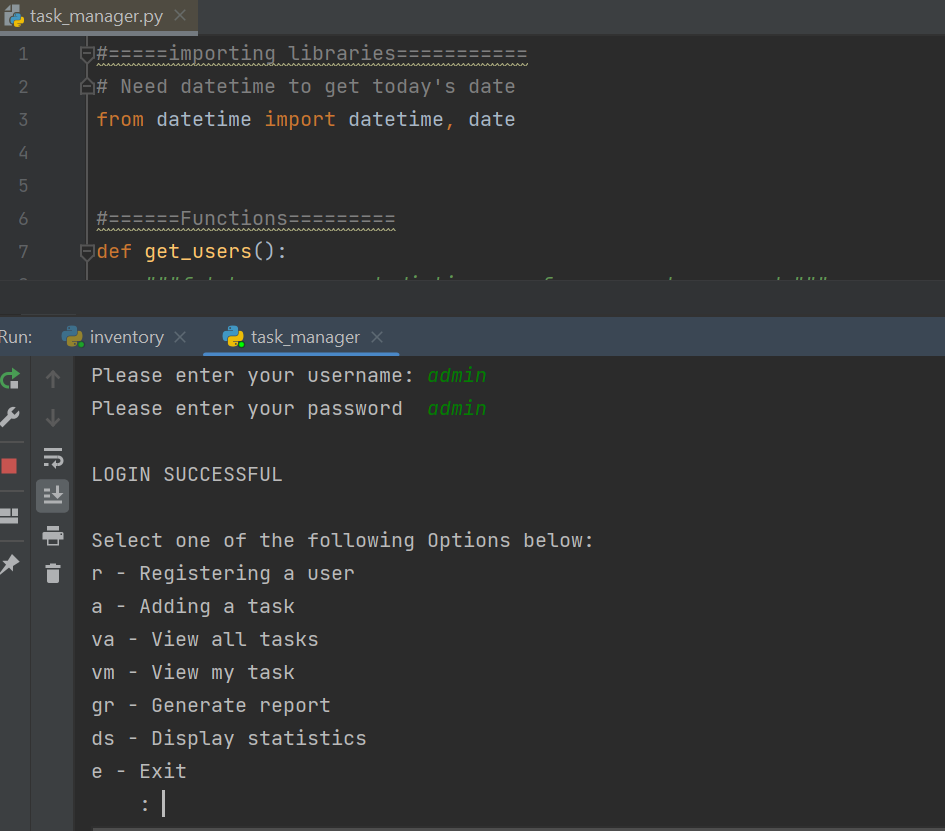 task_manager.py
1 #=====importing libraries===========
2 # Need datetime to get today's date
3 from datetime import datetime, date
4
5
6 #======Functions=========
7 def get_users():
Run: inventory task_manager
Please enter your username: admin
Please enter your password admin
LOGIN SUCCESSFUL
Select one of the following Options below:
r - Registering a user
a - Adding a task
va - View all tasks
vm - View my task
gr - Generate report
ds - Display statistics
e - Exit
: